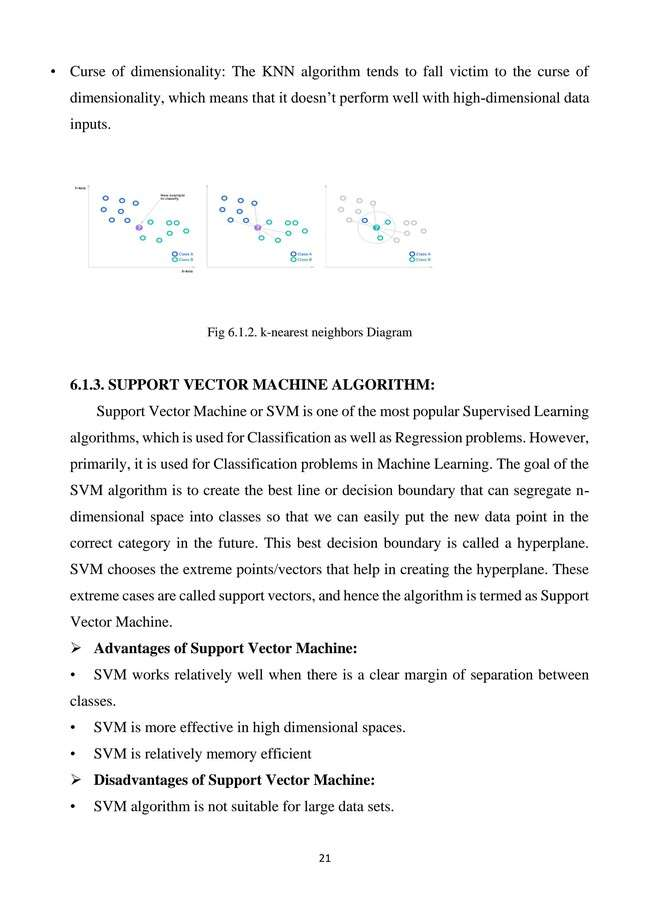 • Curse of dimensionality: The KNN algorithm tends to fall victim to the curse of
dimensionality, which means that it doesn’t perform well with high-dimensional data
inputs.
Y-Axis
New example
to classify
?
Class A
Class B
X-Axis
?
Class A
Class B
?
Class A
Class B
Fig 6.1.2. k-nearest neighbors Diagram
6.1.3. SUPPORT VECTOR MACHINE ALGORITHM:
Support Vector Machine or SVM is one of the most popular Supervised Learning
algorithms, which is used for Classification as well as Regression problems. However,
primarily, it is used for Classification problems in Machine Learning. The goal of the
SVM algorithm is to create the best line or decision boundary that can segregate n-
dimensional space into classes so that we can easily put the new data point in the
correct category in the future. This best decision boundary is called a hyperplane.
SVM chooses the extreme points/vectors that help in creating the hyperplane. These
extreme cases are called support vectors, and hence the algorithm is termed as Support
Vector Machine.
➢ Advantages of Support Vector Machine:
• SVM works relatively well when there is a clear margin of separation between
classes.
• SVM is more effective in high dimensional spaces.
• SVM is relatively memory efficient
➢ Disadvantages of Support Vector Machine:
• SVM algorithm is not suitable for large data sets.
21